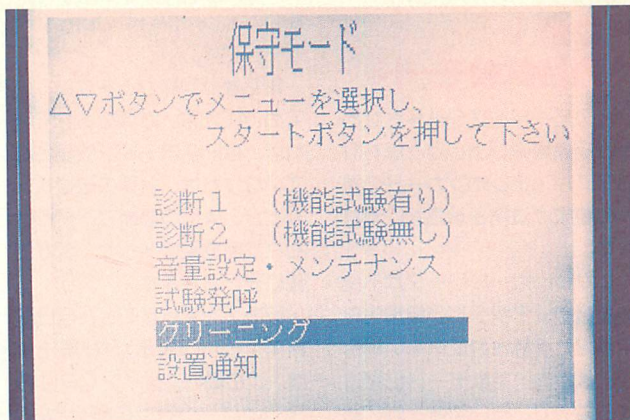 保守モード
△▽ボタンでメニューを選択し、
スタートボタンを押して下さい
診断１　（機能試験有り）
診断２　（機能試験無し）
音量設定・メンテナンス
試験発呼
クリーニング
設置通知